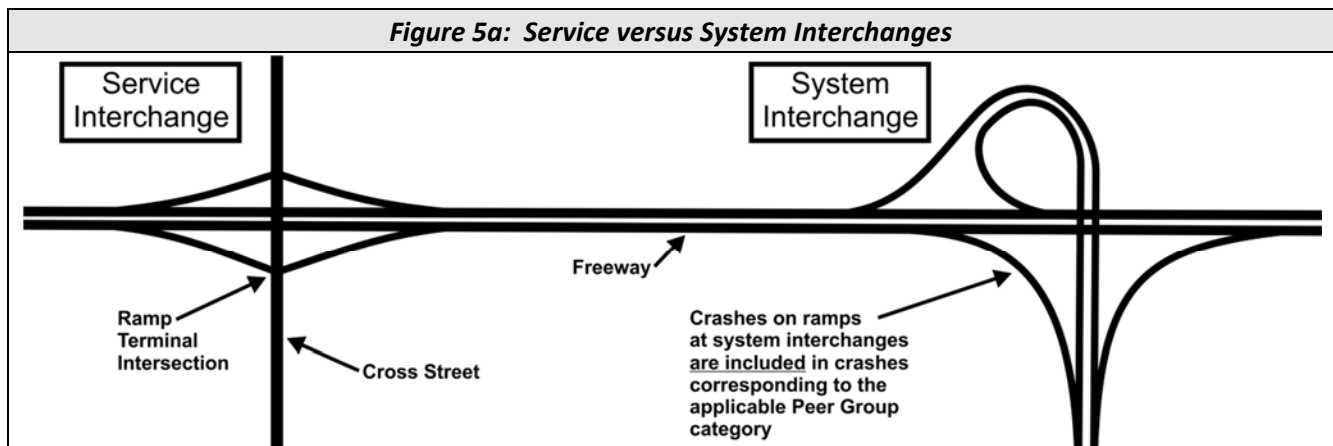 Figure 5a: Service versus System Interchanges
Service
Interchange
System
Interchange
Freeway
Ramp
Terminal
Intersection
Cross Street
Crashes on ramps
at system interchanges
are included in crashes
corresponding to the
applicable Peer Group
category